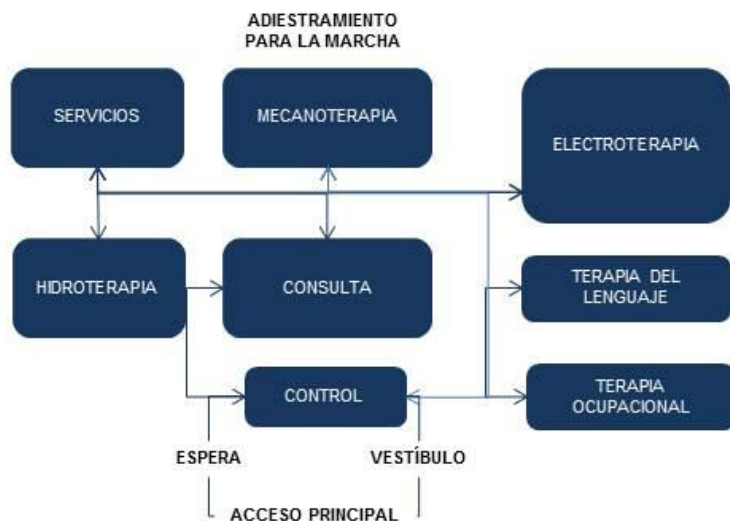 ADIESTRAMIENTO
PARA LA MARCHA
SERVICIOS
MECANOTERAPIA
ELECTROTERAPIA
HIDROTERAPIA
CONSULTA
TERAPIA DEL
LENGUAJE
CONTROL
TERAPIA
OCUPACIONAL
ESPERA
VESTÍBULO
ACCESO PRINCIPAL